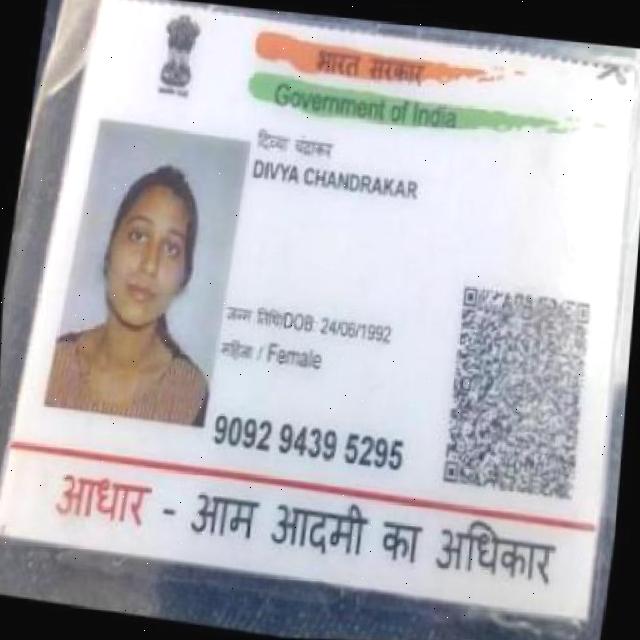 भारत सरकार
Government of India
दिव्या चंद्राकर
DIVYA CHANDRAKAR
जन्म तिथि/DOB: 24/06/1992
महिला / Female
9092 9439 5295
आधार - आम आदमी का अधिकार